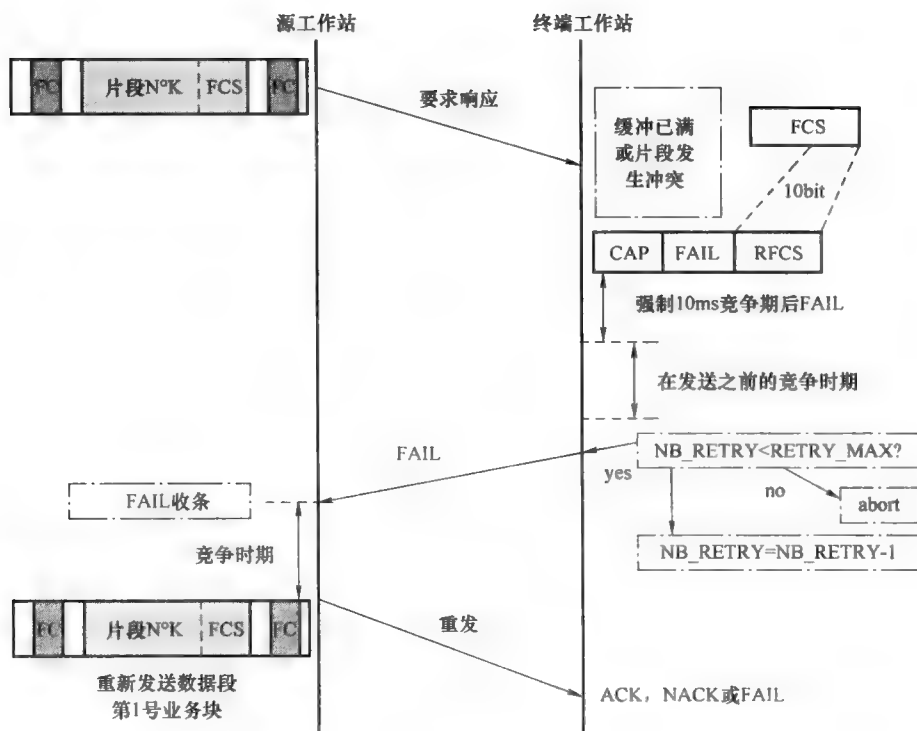 源工作站
终端工作站
FC 片段N°K FCS FC
要求响应
缓冲已满
或片段发
生冲突
FCS
10bit
CAP FAIL RFCS
强制10ms竞争期后FAIL
在发送之前的竞争时期
FAIL
NB_RETRY<RETRY_MAX?
yes
no
FAIL收条
abort
竞争时期
NB_RETRY=NB_RETRY-1
FC 片段N°K FCS FC
重发
重新发送数据段
第1号业务块
ACK，NACK或FAIL